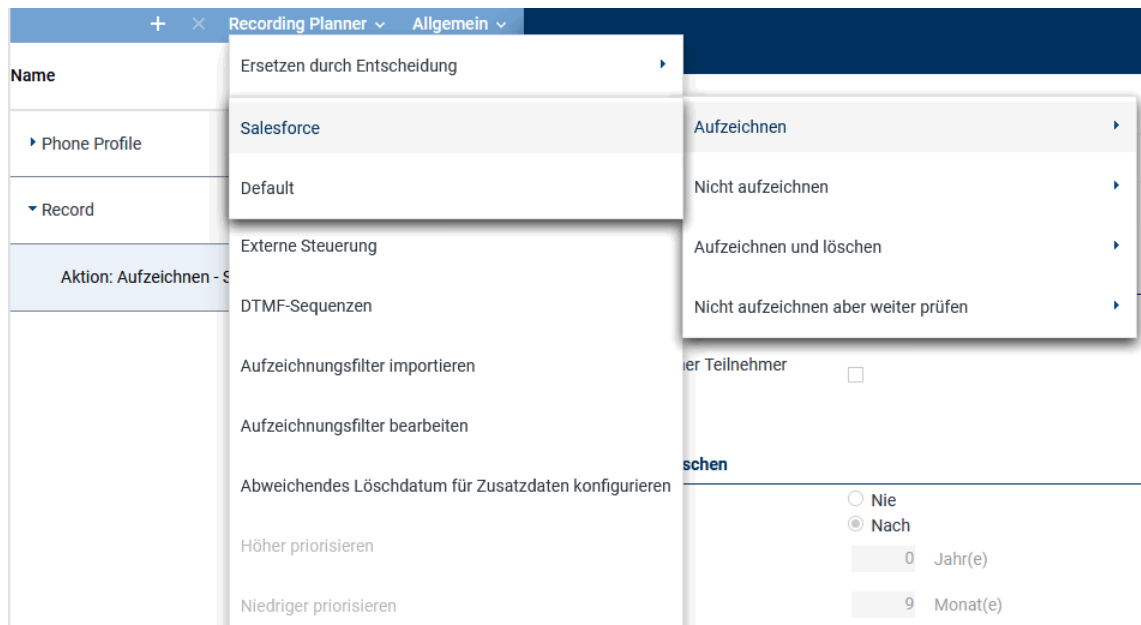 Recording Planner Allgemein
Name
Ersetzen durch Entscheidung
Salesforce
Aufzeichnen
Phone Profile
Default
Nicht aufzeichnen
Record
Externe Steuerung
Aufzeichnen und löschen
Aktion: Aufzeichnen - S
DTMF-Sequenzen
Nicht aufzeichnen aber weiter prüfen
Aufzeichnungsfilter importieren
er Teilnehmer
Aufzeichnungsfilter bearbeiten
schen
Abweichendes Löschdatum für Zusatzdaten konfigurieren
Nie
Nach
Höher priorisieren
0 Jahr(e)
Niedriger priorisieren
9 Monat(e)